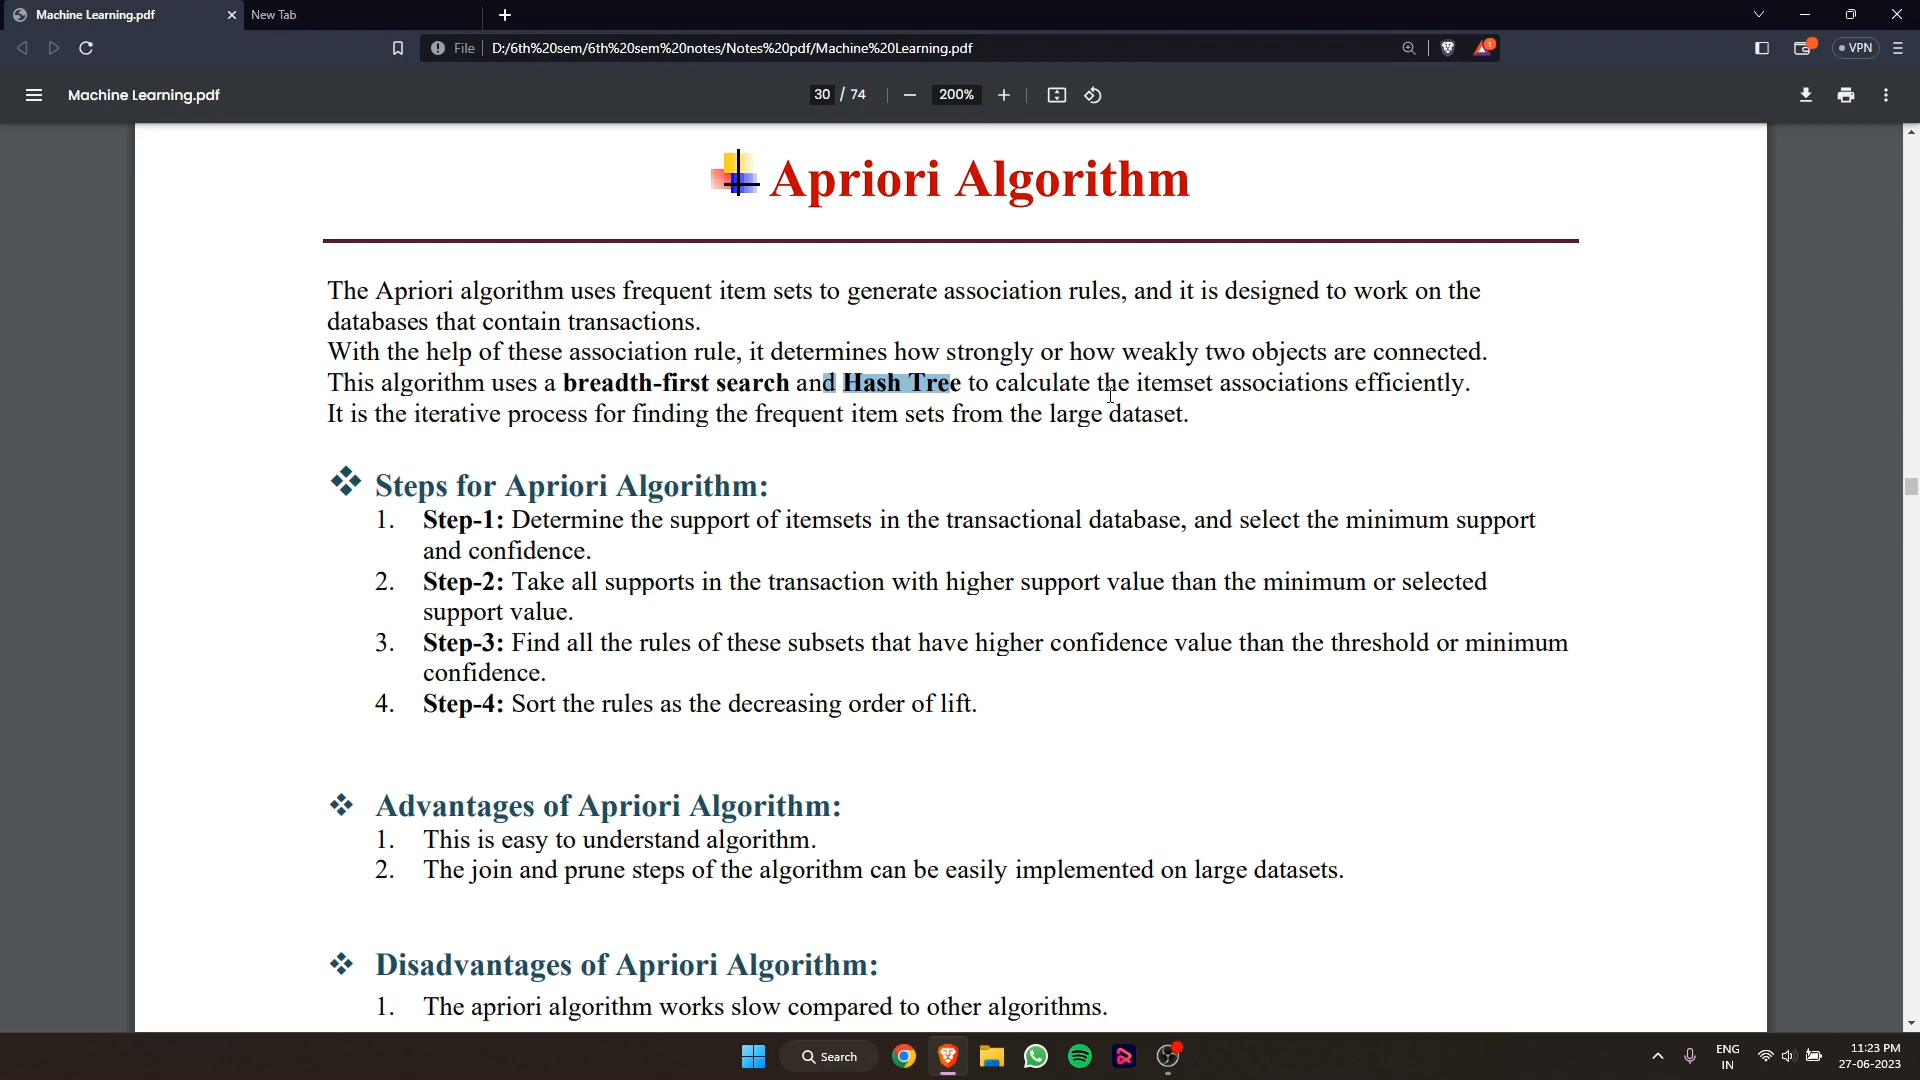 Machine Learning.pdf
New Tab
File
D:/6th%20sem/6th%20sem%20notes/Notes%20pdf/Machine%20Learning.pdf
1
VPN
Machine Learning.pdf
30 / 74
200%
Apriori Algorithm
The Apriori algorithm uses frequent item sets to generate association rules, and it is designed to work on the
databases that contain transactions.
With the help of these association rule, it determines how strongly or how weakly two objects are connected.
This algorithm uses a breadth-first search and Hash Tree to calculate the itemset associations efficiently.
It is the iterative process for finding the frequent item sets from the large dataset.
Steps for Apriori Algorithm:
1. Step-1: Determine the support of itemsets in the transactional database, and select the minimum support
and confidence.
2. Step-2: Take all supports in the transaction with higher support value than the minimum or selected
support value.
3. Step-3: Find all the rules of these subsets that have higher confidence value than the threshold or minimum
confidence.
4. Step-4: Sort the rules as the decreasing order of lift.
Advantages of Apriori Algorithm:
1. This is easy to understand algorithm.
2. The join and prune steps of the algorithm can be easily implemented on large datasets.
Disadvantages of Apriori Algorithm:
1. The apriori algorithm works slow compared to other algorithms.
Search
ENG
IN
11:23 PM
27-06-2023